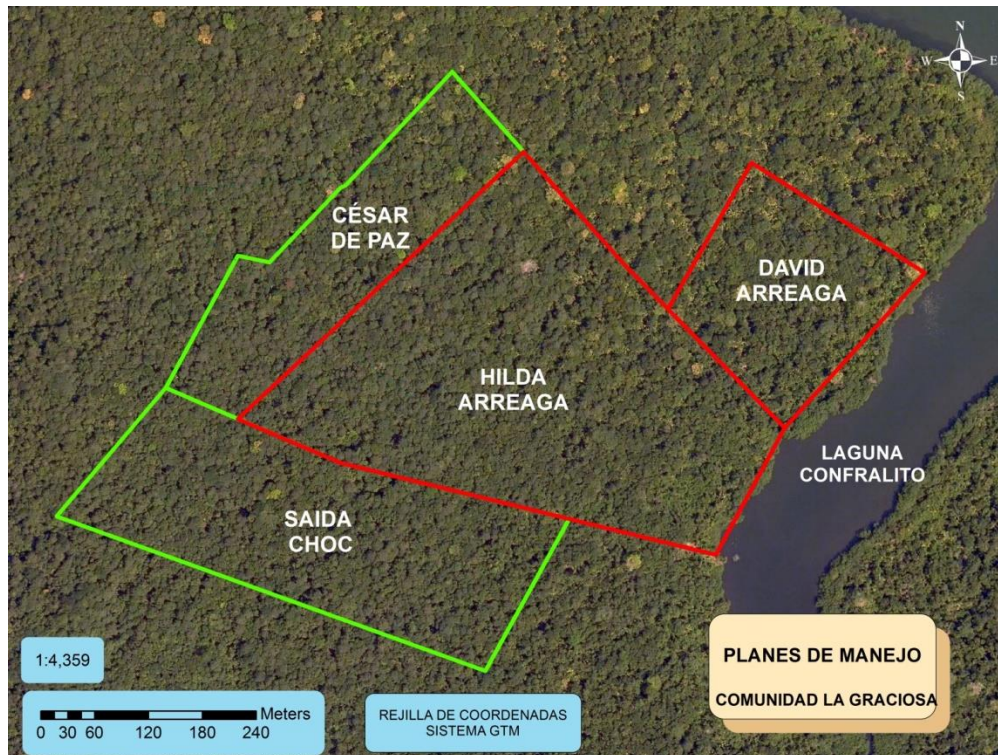 N
W E
S
CÉSAR
DE PAZ
DAVID
ARREAGA
HILDA
ARREAGA
LAGUNA
CONFRALITO
SAIDA
CHOC
1:4,359
Meters
0 30 60 120 180 240
REJILLA DE COORDENADAS
SISTEMA GTM
PLANES DE MANEJO
COMUNIDAD LA GRACIOSA